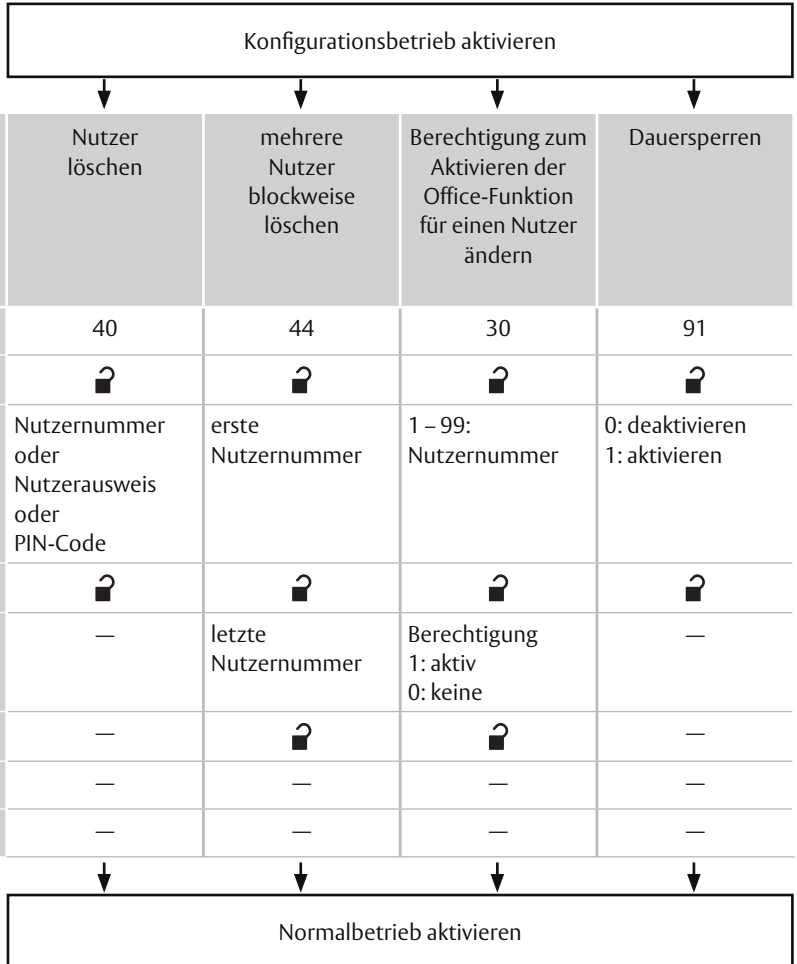 Konfigurationsbetrieb aktivieren
Nutzer
löschen
mehrere
Nutzer
blockweise
löschen
Berechtigung zum
Aktivieren der
Office-Funktion
für einen Nutzer
ändern
Dauersperren
40
44
30
91
Nutzernummer
oder
Nutzerausweis
oder
PIN-Code
erste
Nutzernummer
1 – 99:
Nutzernummer
0: deaktivieren
1: aktivieren
—
letzte
Nutzernummer
Berechtigung
1: aktiv
0: keine
—
—
—
—
—
—
—
—
—
—
—
Normalbetrieb aktivieren